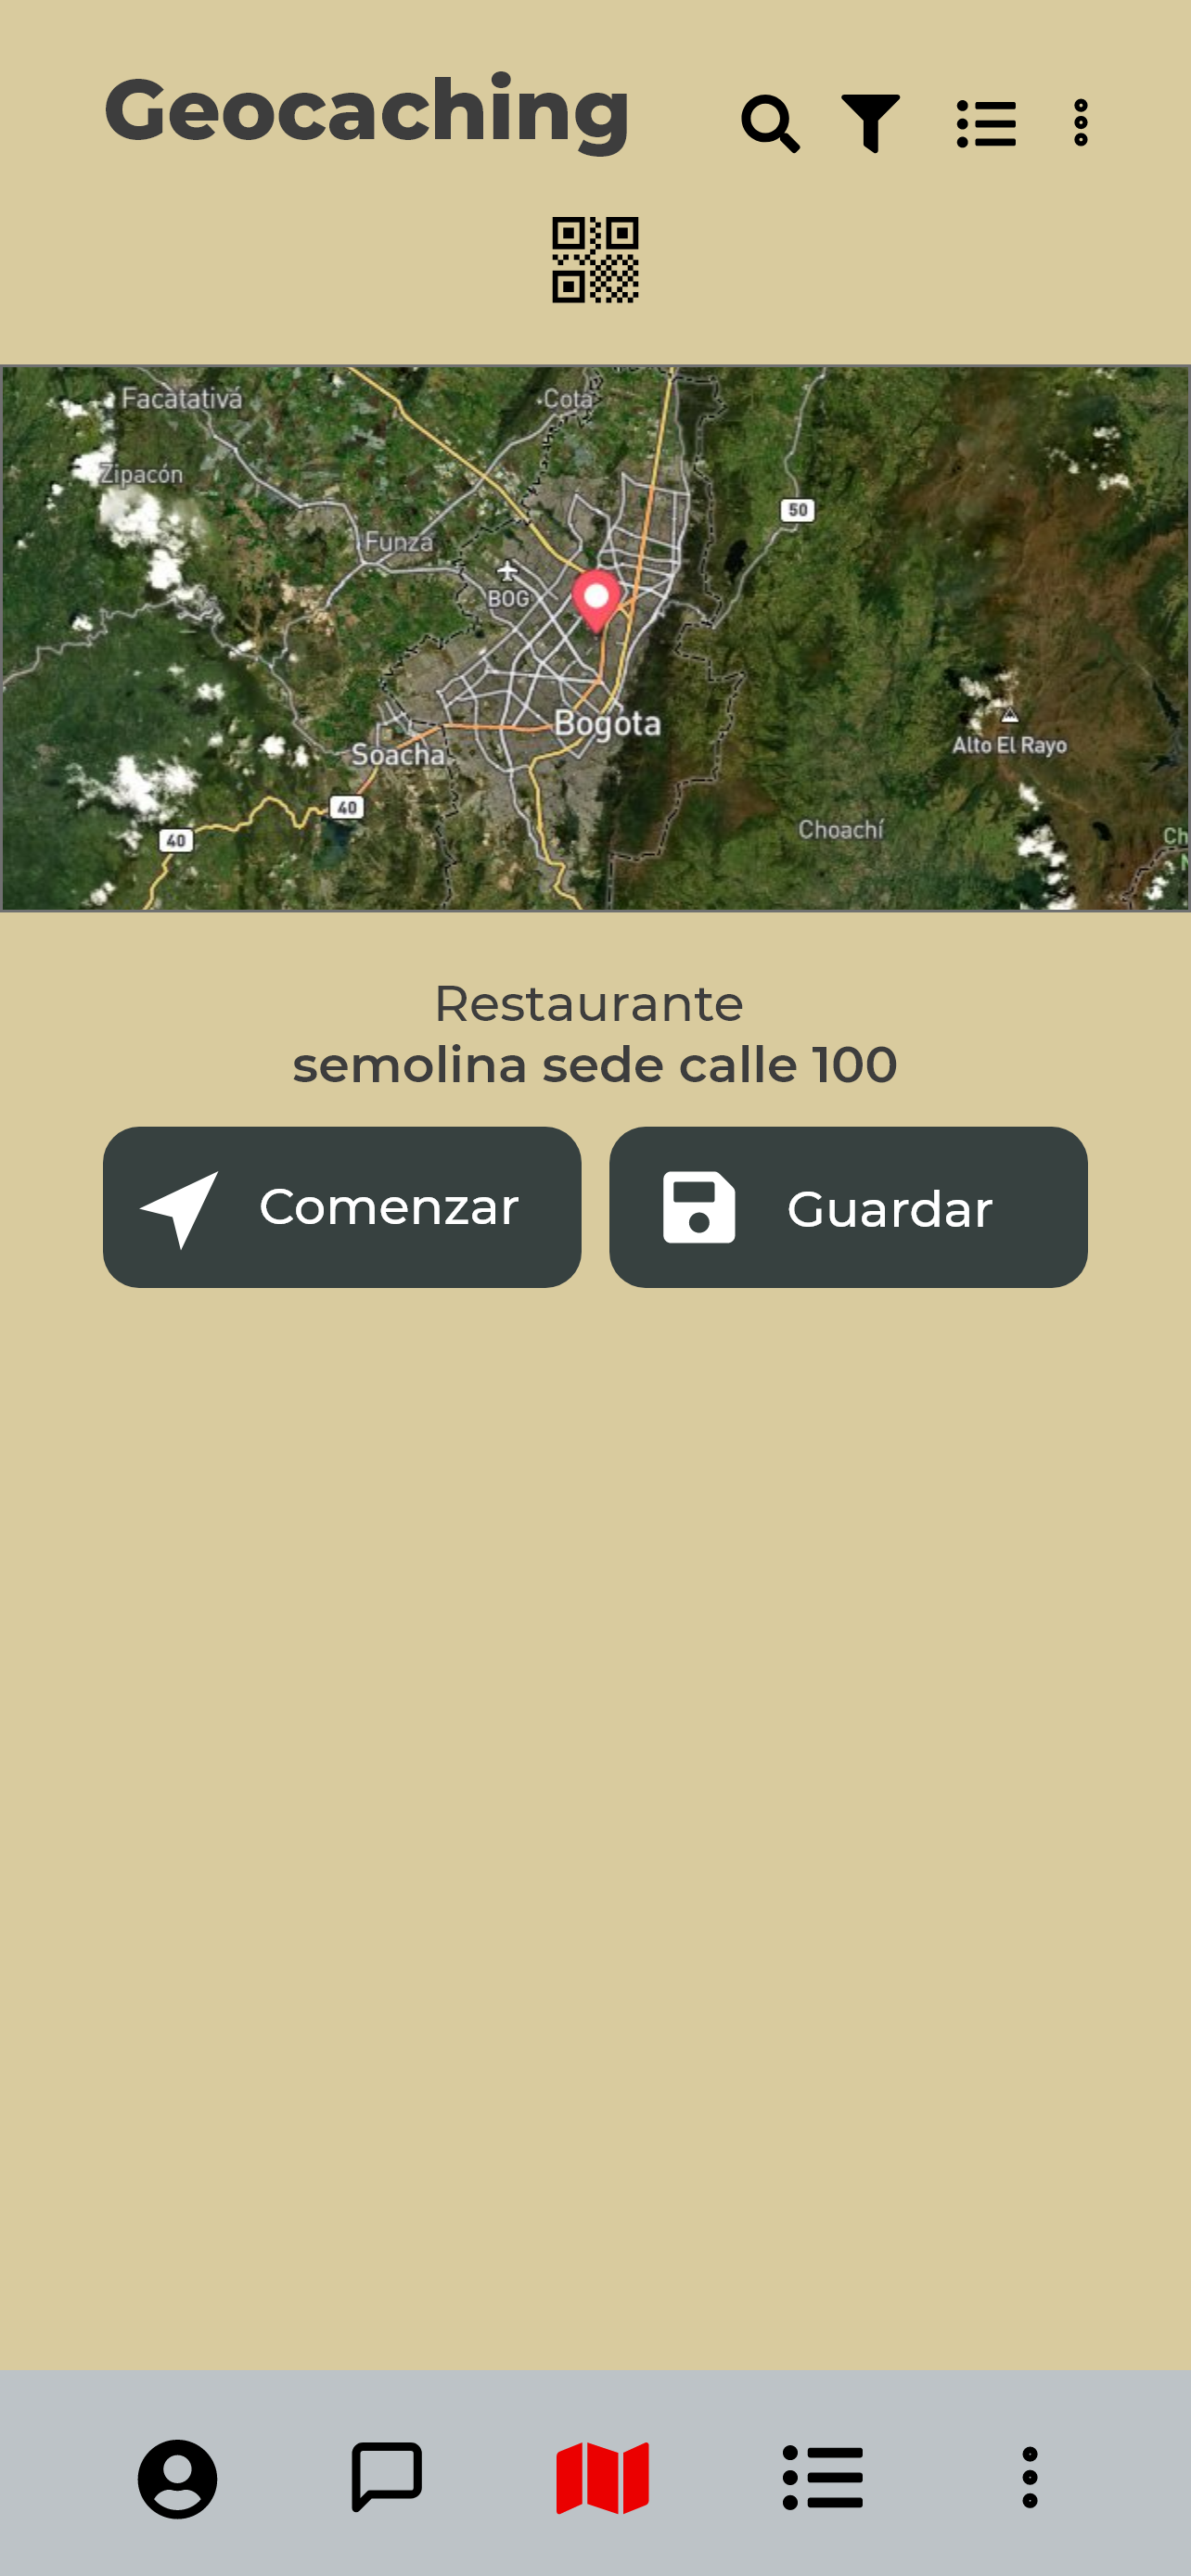 Geocaching
Facatativá
Cota
Zipacón
50
Funza
BOG
Bogota
Soacha
Alto El Rayo
40
Choachí
40
Ch
N
Restaurante
semolina sede calle 100
Comenzar
Guardar